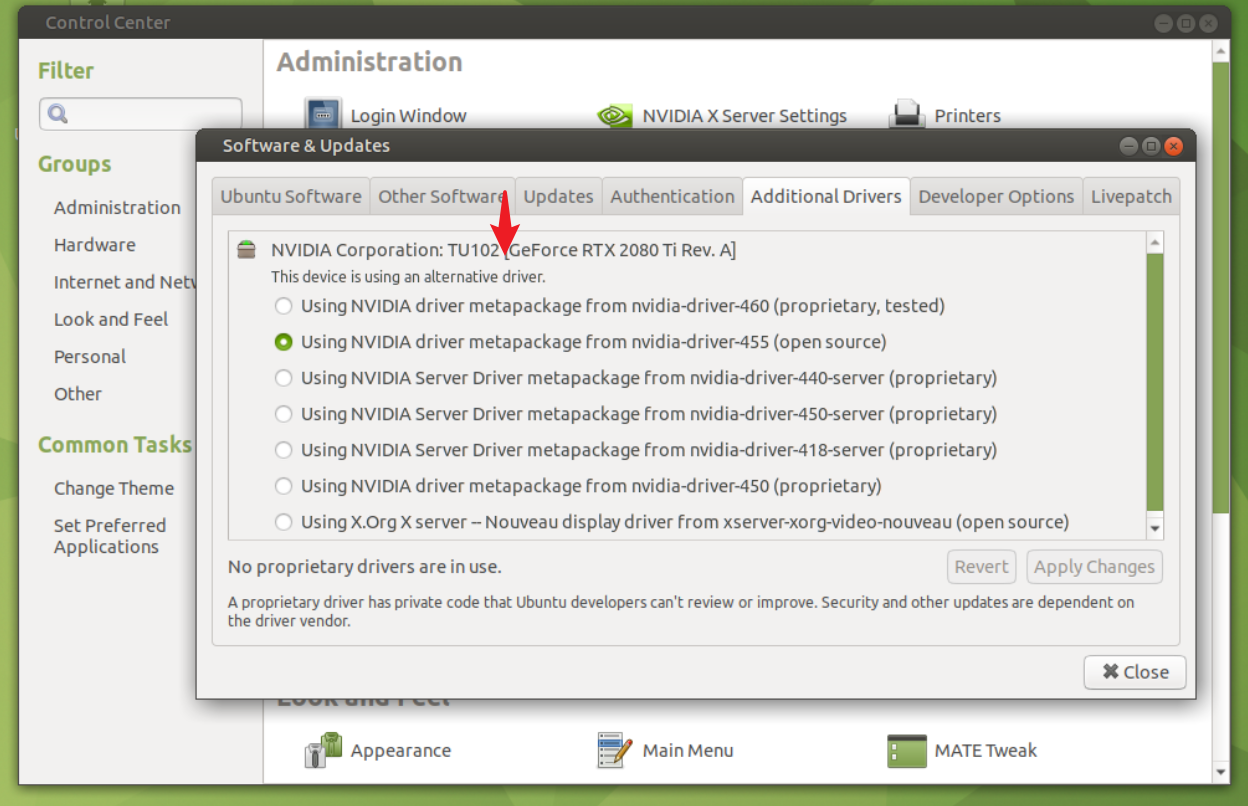 Control Center
Filter
Groups
Administration
Hardware
Internet and Netw
Look and Feel
Personal
Other
Common Tasks
Change Theme
Set Preferred
Applications
Administration
Login Window
NVIDIA X Server Settings
Printers
Software & Updates
Ubuntu Software
Other Software
Updates
Authentication
Additional Drivers
Developer Options
Livepatch
NVIDIA Corporation: TU102 [GeForce RTX 2080 Ti Rev. A]
This device is using an alternative driver.
Using NVIDIA driver metapackage from nvidia-driver-460 (proprietary, tested)
Using NVIDIA driver metapackage from nvidia-driver-455 (open source)
Using NVIDIA Server Driver metapackage from nvidia-driver-440-server (proprietary)
Using NVIDIA Server Driver metapackage from nvidia-driver-450-server (proprietary)
Using NVIDIA Server Driver metapackage from nvidia-driver-418-server (proprietary)
Using NVIDIA driver metapackage from nvidia-driver-450 (proprietary)
Using X.Org X server -- Nouveau display driver from xserver-xorg-video-nouveau (open source)
No proprietary drivers are in use.
Revert
Apply Changes
A proprietary driver has private code that Ubuntu developers can't review or improve. Security and other updates are dependent on
the driver vendor.
Close
Look and Feel
Appearance
Main Menu
MATE Tweak